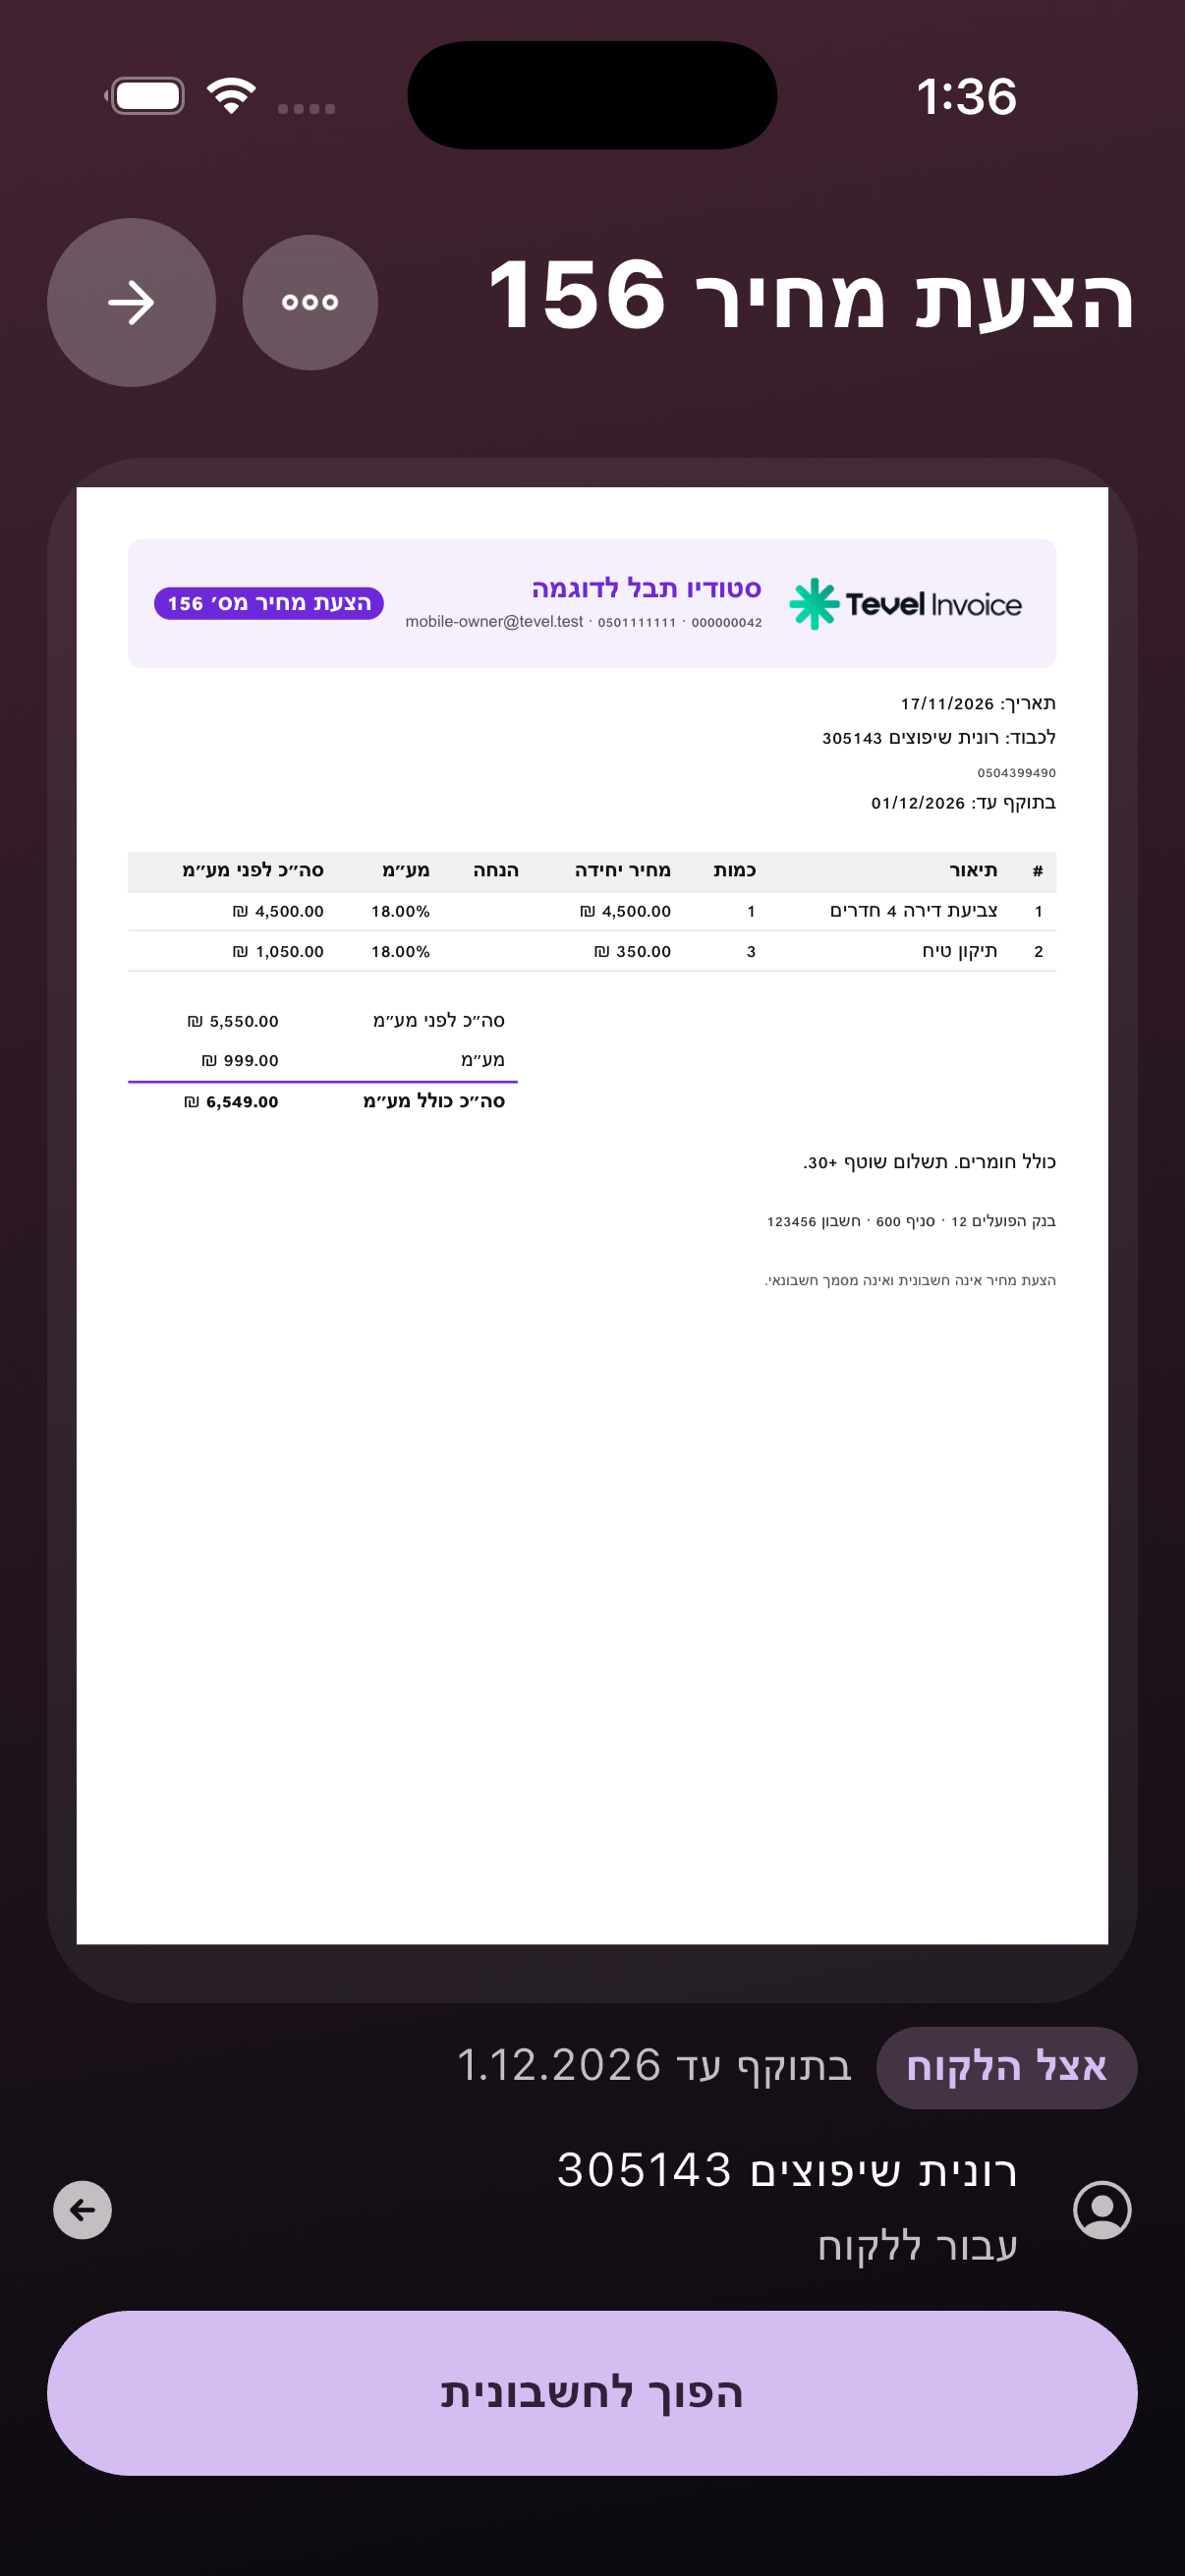 1:36
הצעת מחיר 156
Tevel Invoice
סטודיו תבל לדוגמה
000000042 · 0501111111 · mobile-owner@tevel.test
הצעת מחיר מס׳ 156
תאריך: 17/11/2026
לכבוד: רונית שיפוצים 305143
0504399490
בתוקף עד: 01/12/2026
# תיאור כמות מחיר יחידה הנחה מע״מ סה״כ לפני מע״מ
1 צביעת דירה 4 חדרים 1 4,500.00 ₪ 18.00% 4,500.00 ₪
2 תיקון טיח 3 350.00 ₪ 18.00% 1,050.00 ₪
סה״כ לפני מע״מ 5,550.00 ₪
מע״מ 999.00 ₪
סה״כ כולל מע״מ 6,549.00 ₪
כולל חומרים. תשלום שוטף +30.
בנק הפועלים 12 · סניף 600 · חשבון 123456
הצעת מחיר אינה חשבונית ואינה מסמך חשבונאי.
אצל הלקוח בתוקף עד 1.12.2026
רונית שיפוצים 305143
עבור ללקוח
הפוך לחשבונית